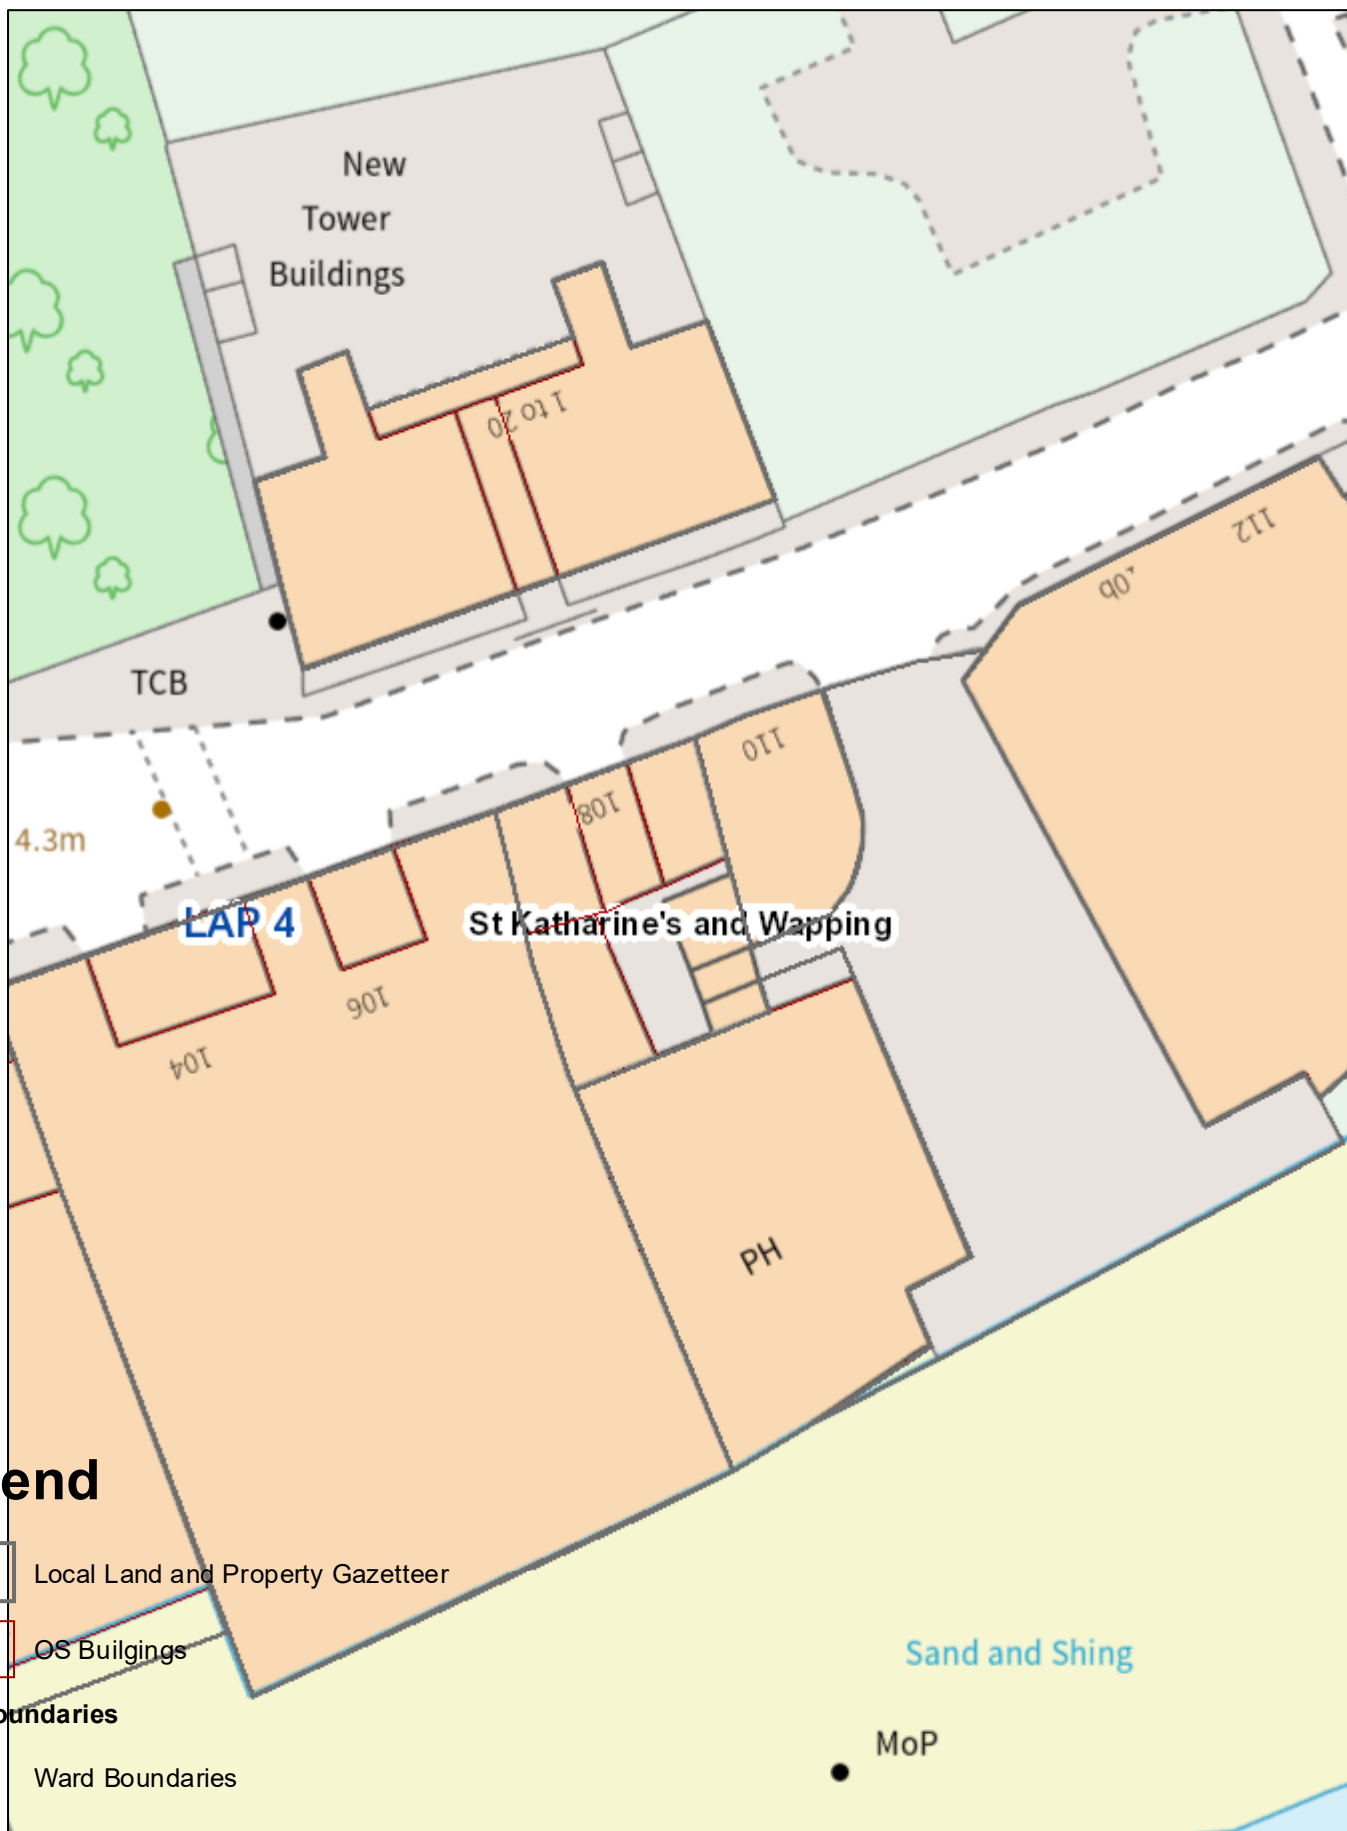 New
Tower
Buildings
1 to 20
112
TCB
110
108
4.3m
LAP 4
St Katharine's and Wapping
106
104
PH
end
Local Land and Property Gazetteer
OS Builgings
Sand and Shing
oundaries
MoP
Ward Boundaries